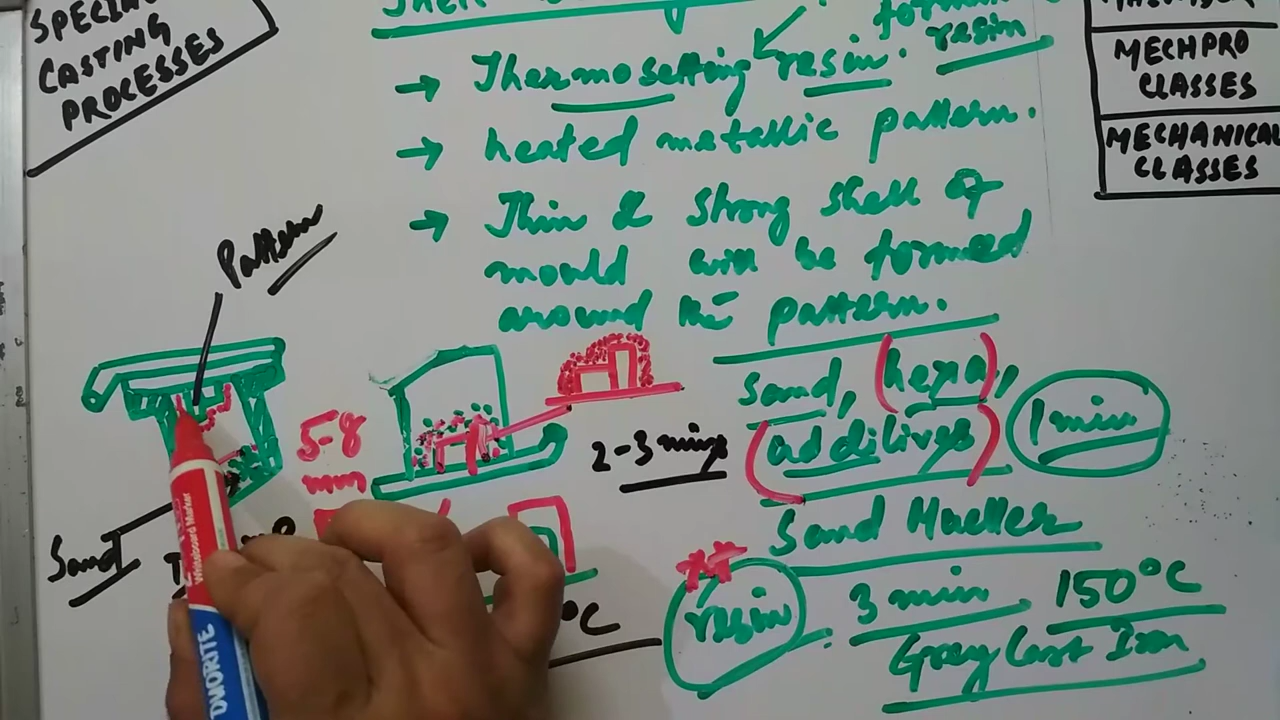 CASTING
PROCESSES
MECHPRO
CLASSES
MECHANICAL
CLASSES
resin
→ Thermosetting resin.
→ heated metallic pattern.
→ Thin & strong shell of
mould will be formed
around the pattern.
Pattern
sand, (hexa),
(additives)
1 min
5-8
mm
2-3 mins
Sand Muller
Sand
°C
resin
3 min 150°C
Grey Cast Iron
Whiteboard Marker